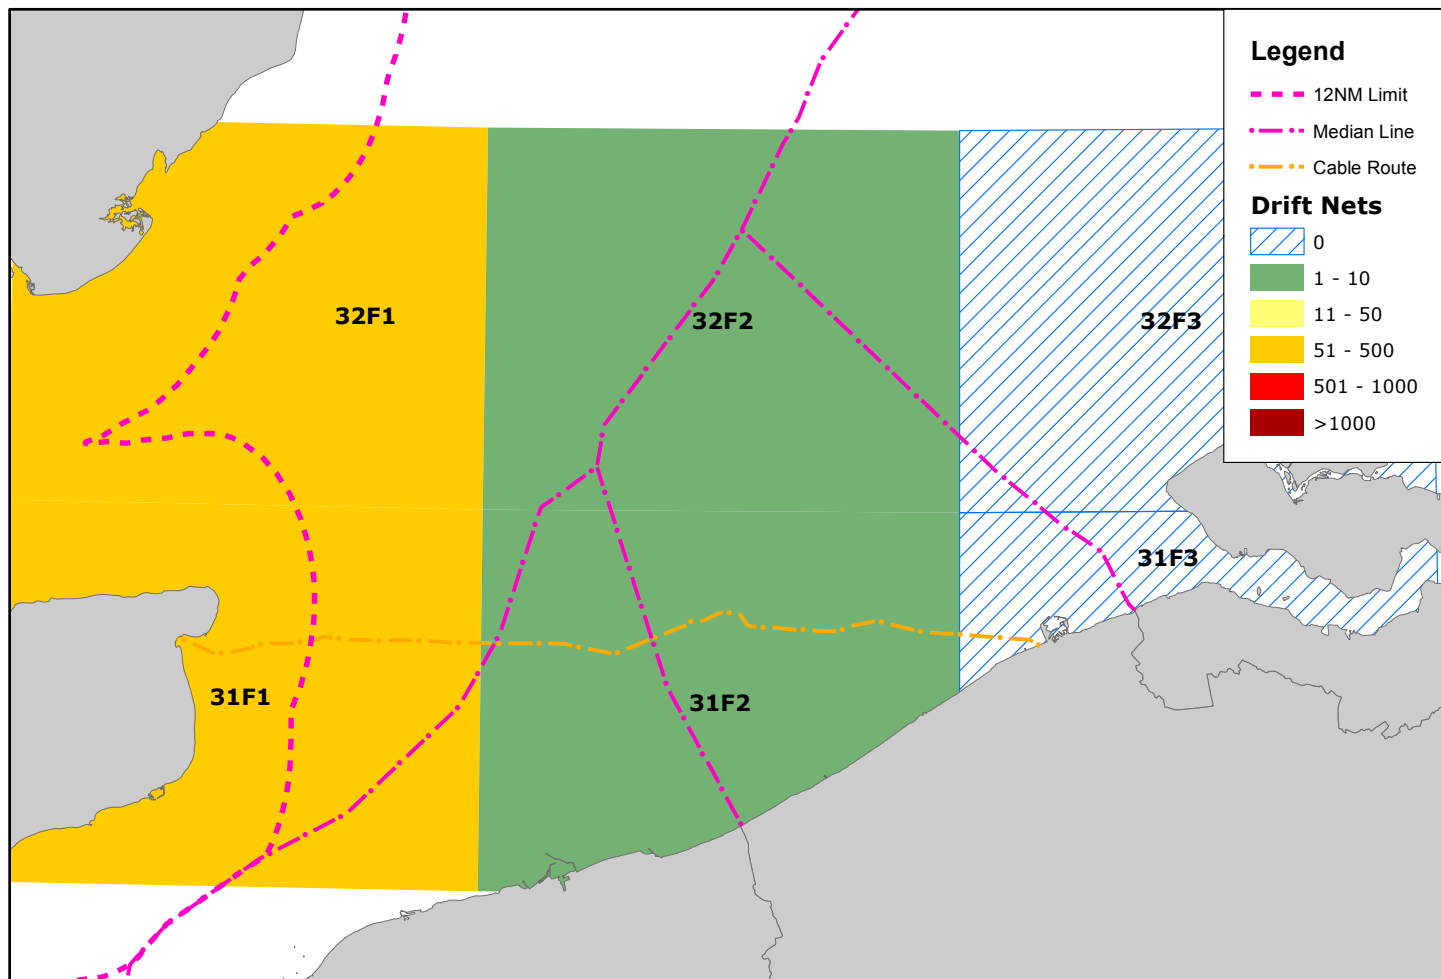 Legend
12NM Limit
Median Line
Cable Route
Drift Nets
0
1 - 10
11 - 50
51 - 500
501 - 1000
>1000
32F1
32F2
32F3
31F3
31F1
31F2